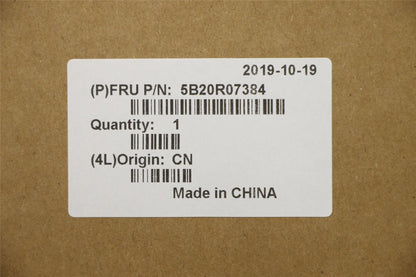 2019-10-19
(P)FRU P/N: 5B20R07384
Quantity: 1
(4L)Origin: CN
Made in CHINA